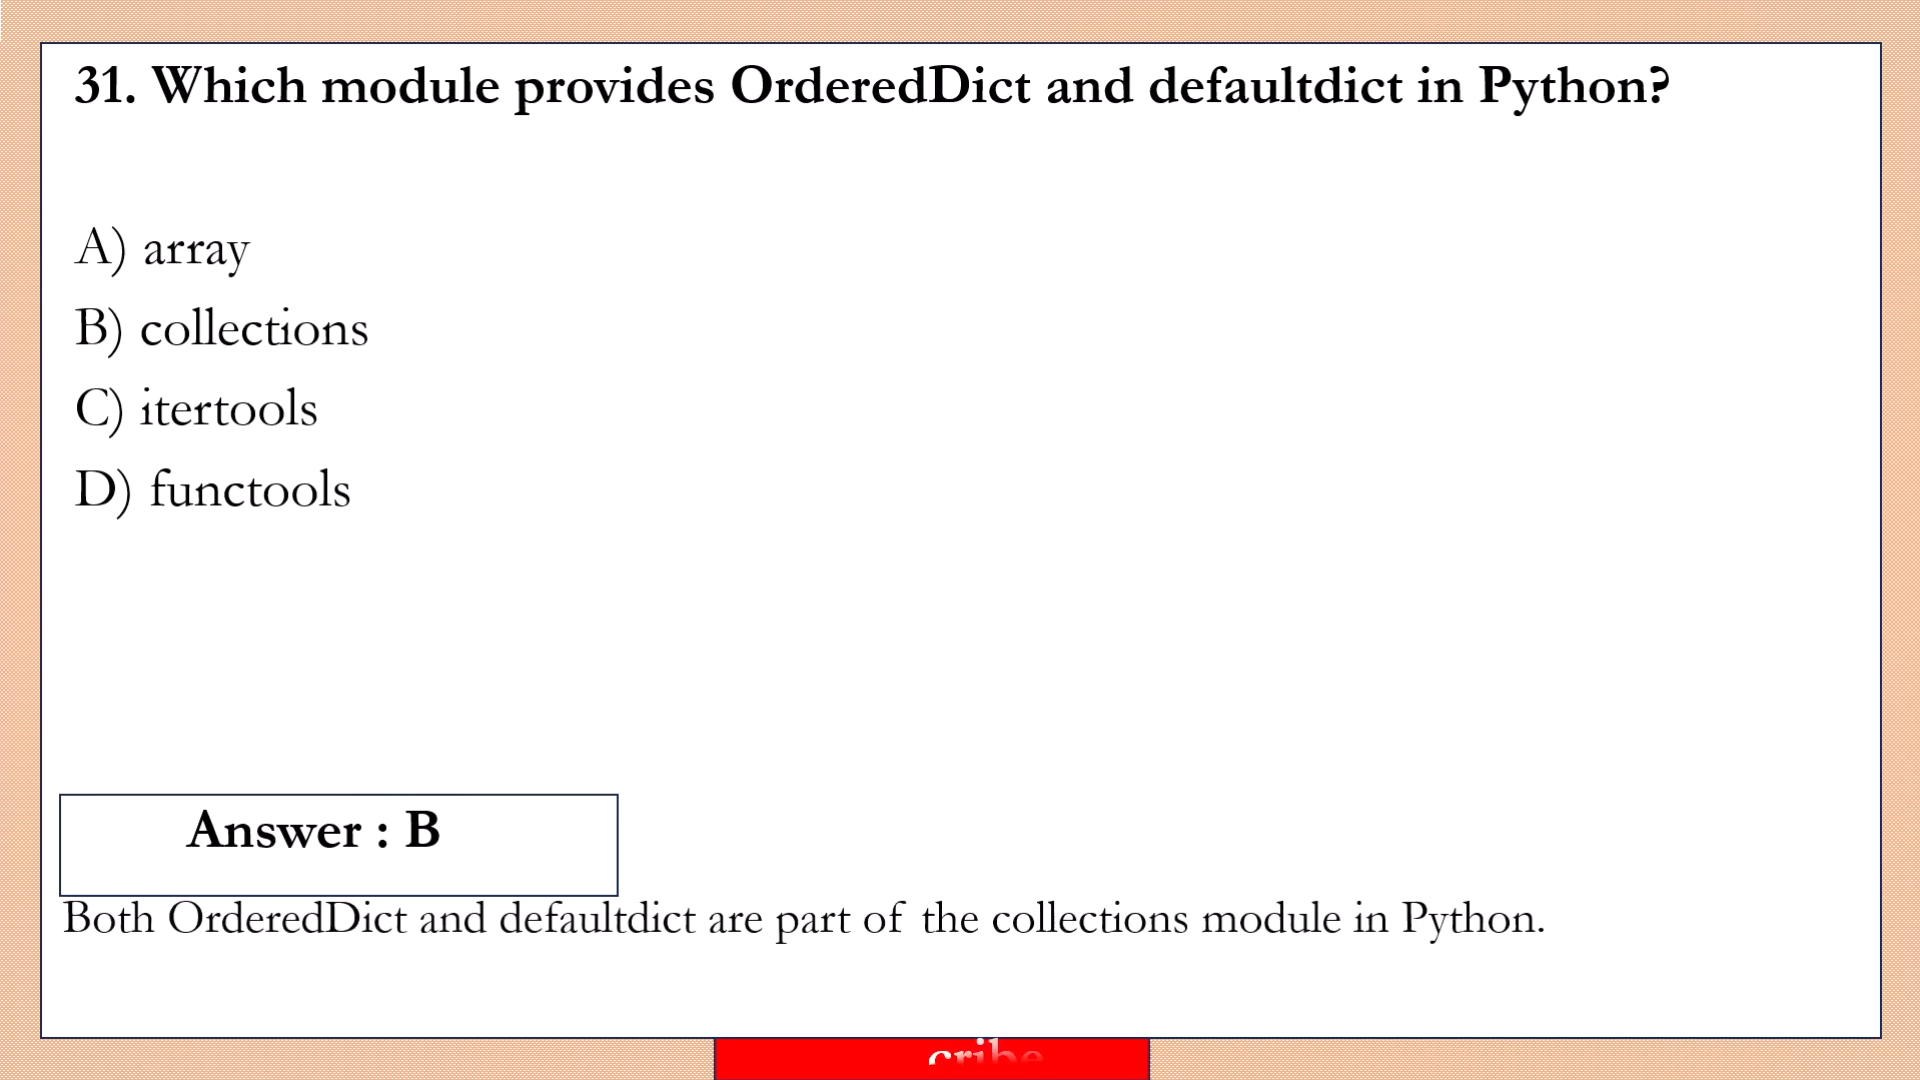 31. Which module provides OrderedDict and defaultdict in Python?
A) array
B) collections
C) itertools
D) functools
Answer : B
Both OrderedDict and defaultdict are part of the collections module in Python.
cribe